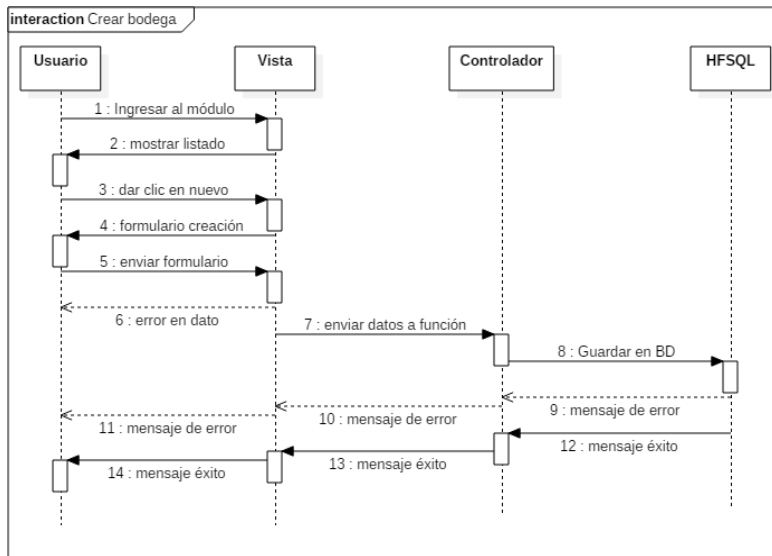 interaction Crear bodega
Usuario
Vista
Controlador
HFSQL
1 : Ingresar al módulo
2 : mostrar listado
3 : dar clic en nuevo
4 : formulario creación
5 : enviar formulario
6 : error en dato
7 : enviar datos a función
8 : Guardar en BD
9 : mensaje de error
10 : mensaje de error
11 : mensaje de error
12 : mensaje éxito
13 : mensaje éxito
14 : mensaje éxito